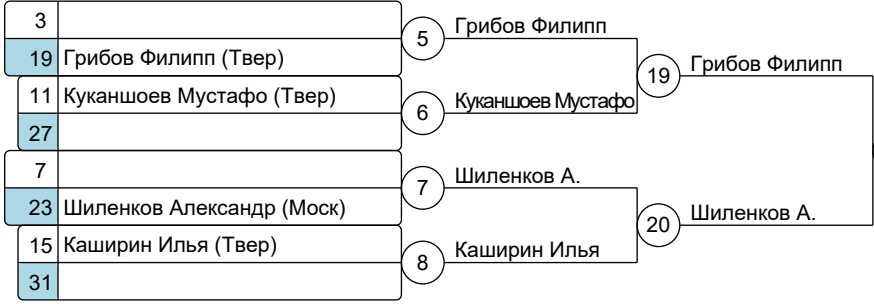 3
5
Грибов Филипп
19 Грибов Филипп (Твер)
19
Грибов Филипп
11 Куканшоев Мустафо (Твер)
6
Куканшоев Мустафо
27
7
7
Шиленков А.
23 Шиленков Александр (Моск)
20
Шиленков А.
15 Каширин Илья (Твер)
8
Каширин Илья
31